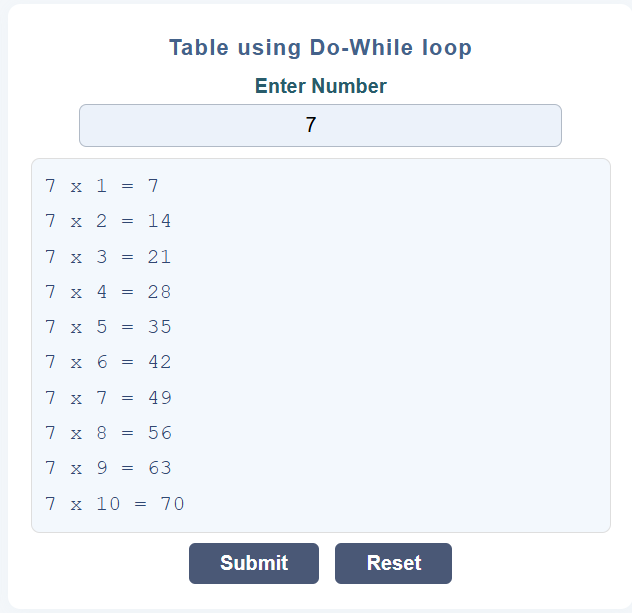 Table using Do-While loop
Enter Number
7
7 x 1 = 7
7 x 2 = 14
7 x 3 = 21
7 x 4 = 28
7 x 5 = 35
7 x 6 = 42
7 x 7 = 49
7 x 8 = 56
7 x 9 = 63
7 x 10 = 70
Submit Reset